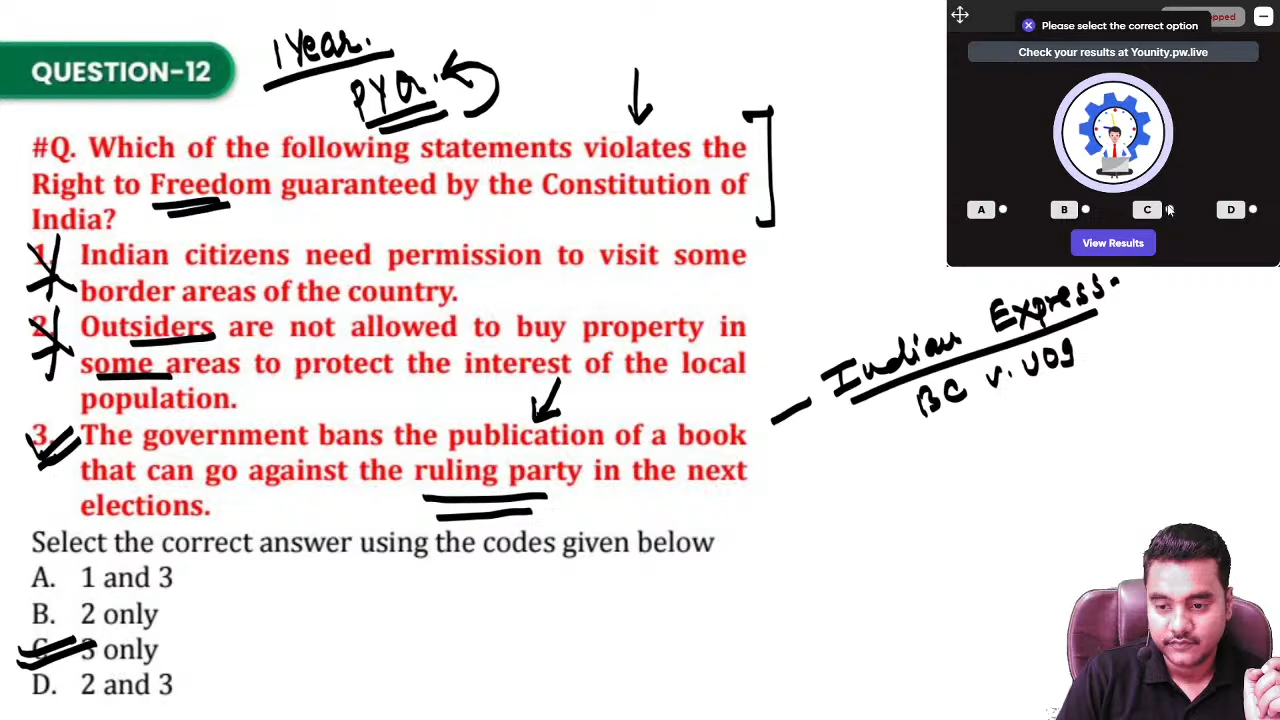 1 Year.
QUESTION-12
PYQ.
#Q. Which of the following statements violates the
Right to Freedom guaranteed by the Constitution of
India?
1. Indian citizens need permission to visit some
border areas of the country.
2. Outsiders are not allowed to buy property in
some areas to protect the interest of the local
population.
3. The government bans the publication of a book
that can go against the ruling party in the next
elections.
Select the correct answer using the codes given below
A. 1 and 3
B. 2 only
C. 3 only
D. 2 and 3
Please select the correct option
Check your results at Younity.pw.live
A
B
C
D
View Results
Indian Express.
BC v. UOI